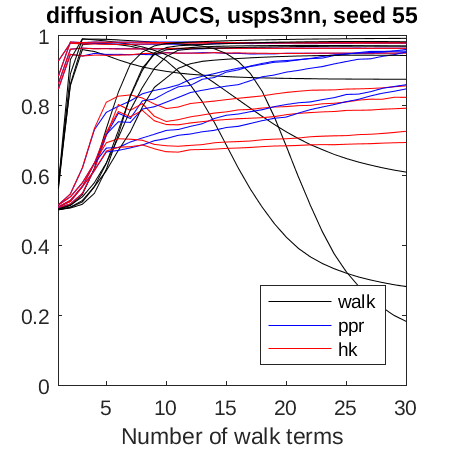 diffusion AUCS, usps3nn, seed 55
1
0.8
0.6
0.4
0.2
0
walk
ppr
hk
5 10 15 20 25 30
Number of walk terms